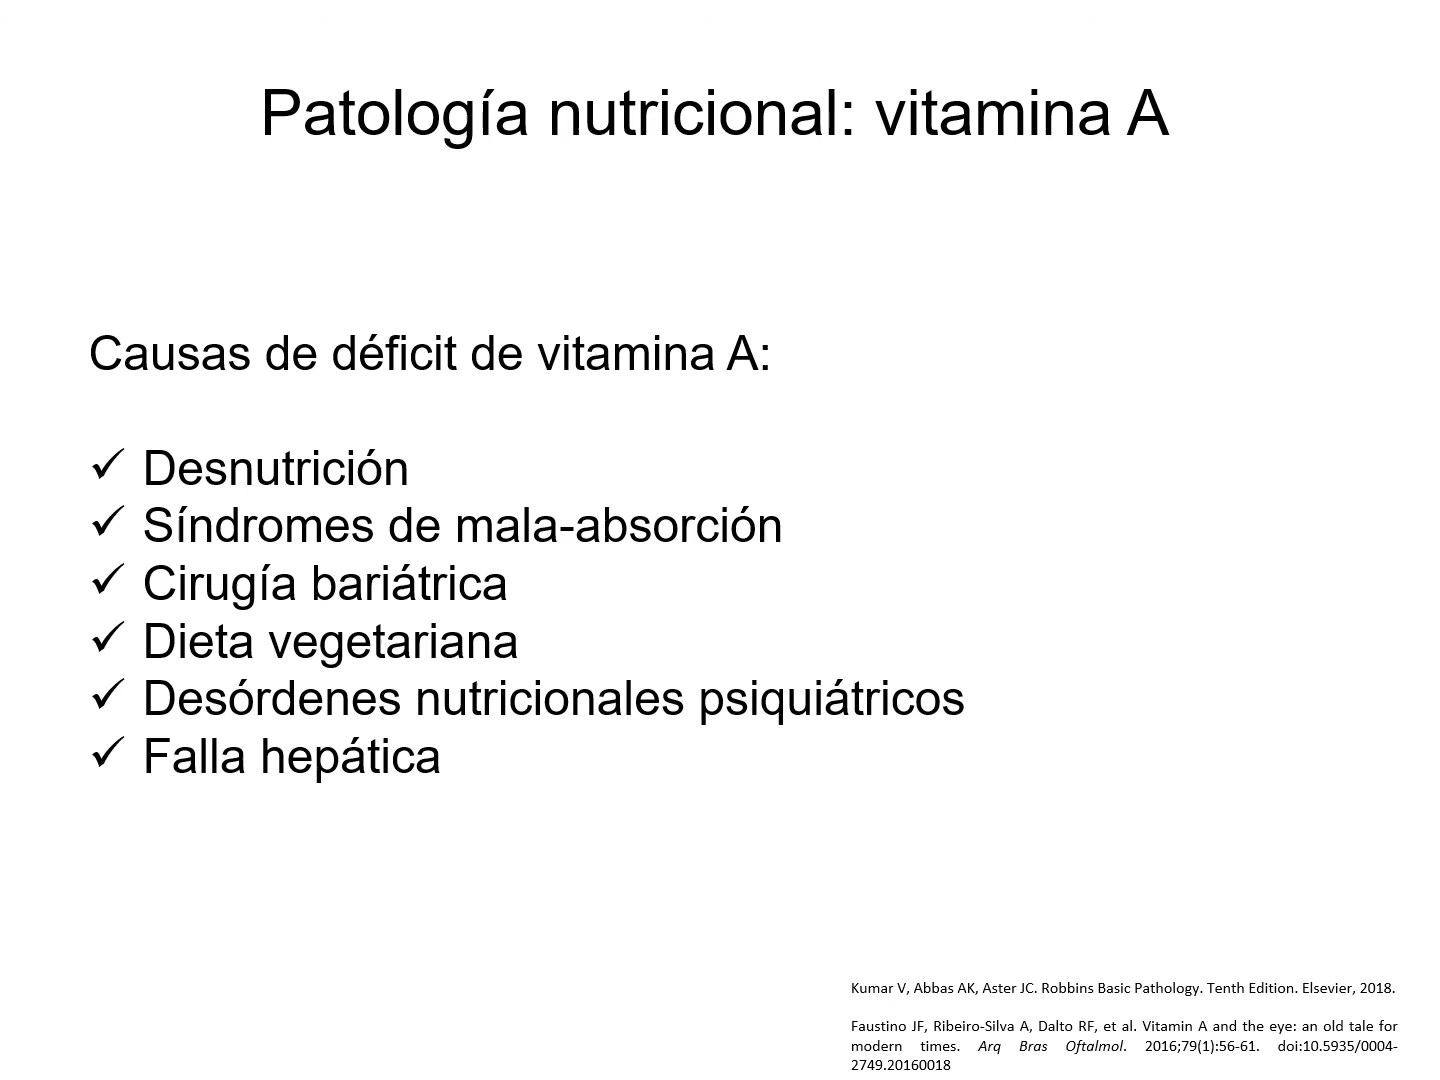 Patología nutricional: vitamina A
Causas de déficit de vitamina A:
✓ Desnutrición
✓ Síndromes de mala-absorción
✓ Cirugía bariátrica
✓ Dieta vegetariana
✓ Desórdenes nutricionales psiquiátricos
✓ Falla hepática
Kumar V, Abbas AK, Aster JC. Robbins Basic Pathology. Tenth Edition. Elsevier, 2018.
Faustino JF, Ribeiro-Silva A, Dalto RF, et al. Vitamin A and the eye: an old tale for
modern times. Arq Bras Oftalmol. 2016;79(1):56-61. doi:10.5935/0004-
2749.20160018